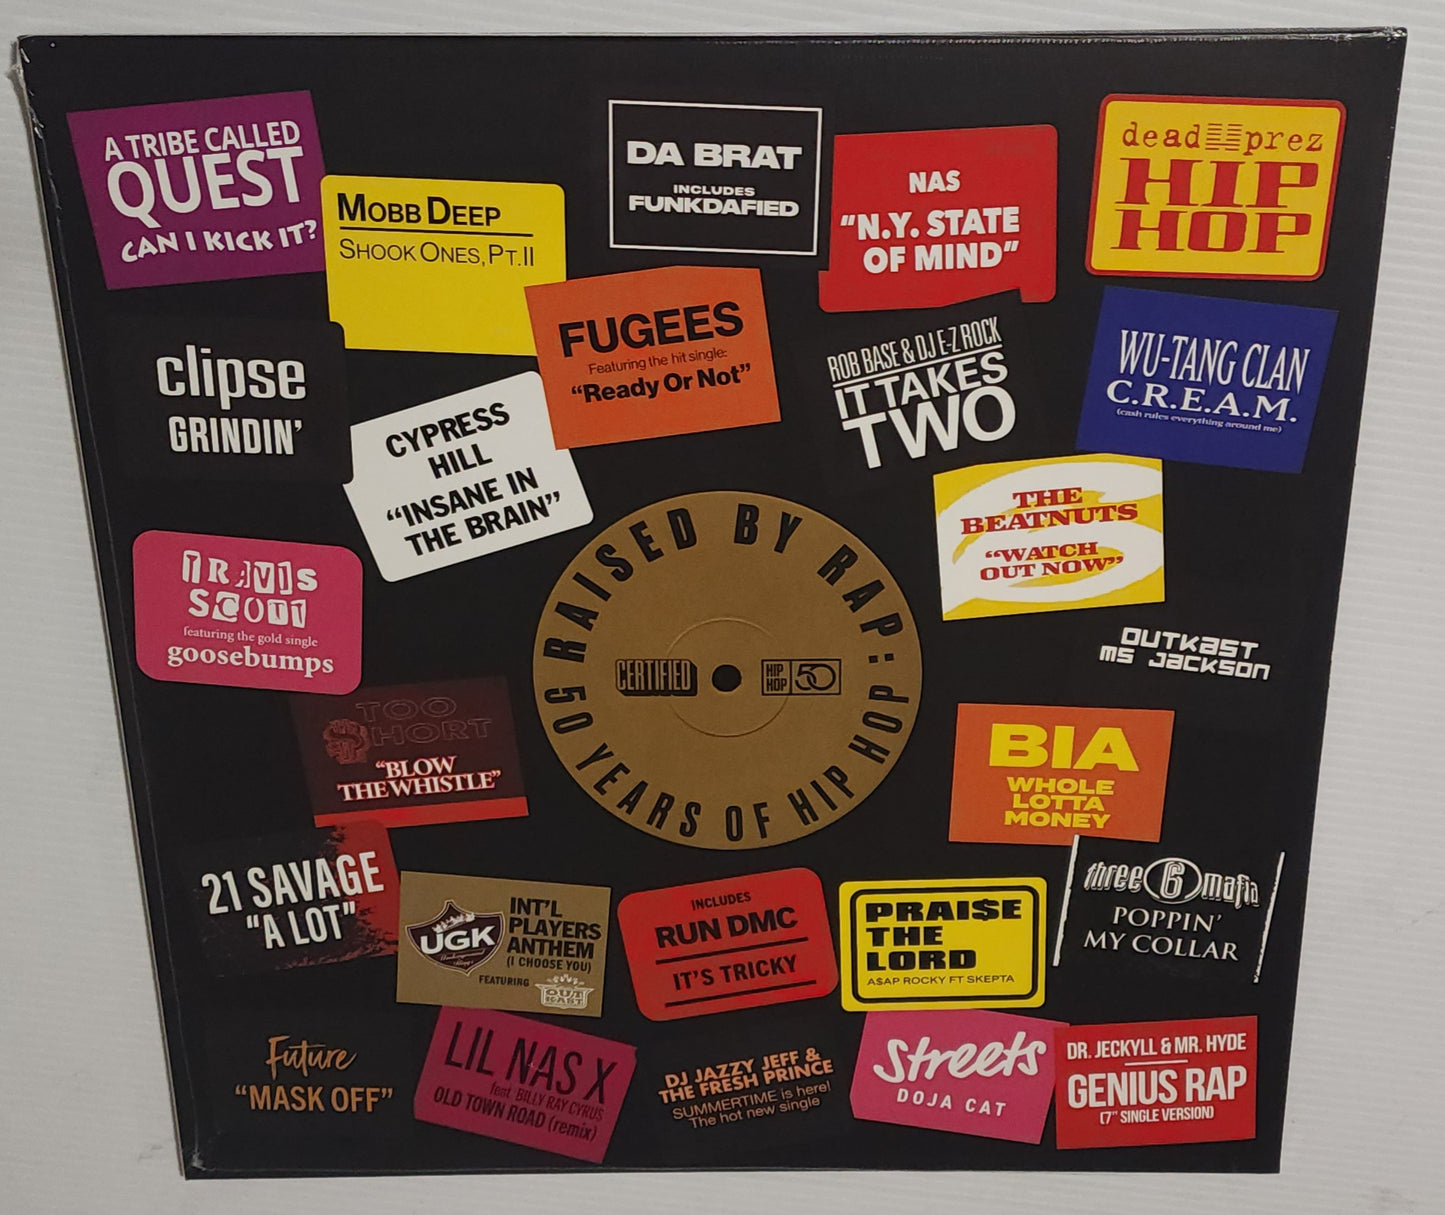 A TRIBE CALLED
QUEST
CAN I KICK IT?
MOBB DEEP
SHOOK ONES, PT. II
DA BRAT
INCLUDES
FUNKDAFIED
NAS
“N.Y. STATE
OF MIND”
dead prez
HIP
HOP
clipse
GRINDIN’
CYPRESS
HILL
“INSANE IN
THE BRAIN”
FUGEES
Featuring the hit single:
“Ready Or Not”
ROB BASE & DJ E-Z ROCK
IT TAKES
TWO
WU-TANG CLAN
C.R.E.A.M.
(cash rules everything around me)
THE
BEATNUTS
“WATCH
OUT NOW”
TRAVIS
SCOTT
featuring the gold single
goosebumps
RAISED BY RAP: 50 YEARS OF HIP HOP
CERTIFIED
HIP
HOP
50
OUTKAST
MS JACKSON
TOO
$HORT
“BLOW
THE WHISTLE”
BIA
WHOLE
LOTTA
MONEY
21 SAVAGE
“A LOT”
UGK
INT’L
PLAYERS
ANTHEM
(I CHOOSE YOU)
FEATURING
OUT
KAST
INCLUDES
RUN DMC
IT’S TRICKY
PRAI$E
THE
LORD
A$AP ROCKY FT SKEPTA
three 6 mafia
POPPIN’
MY COLLAR
Future
“MASK OFF”
LIL NAS X
feat. BILLY RAY CYRUS
OLD TOWN ROAD (remix)
DJ JAZZY JEFF &
THE FRESH PRINCE
SUMMERTIME is here!
The hot new single
Streets
DOJA CAT
DR. JECKYLL & MR. HYDE
GENIUS RAP
(7" SINGLE VERSION)